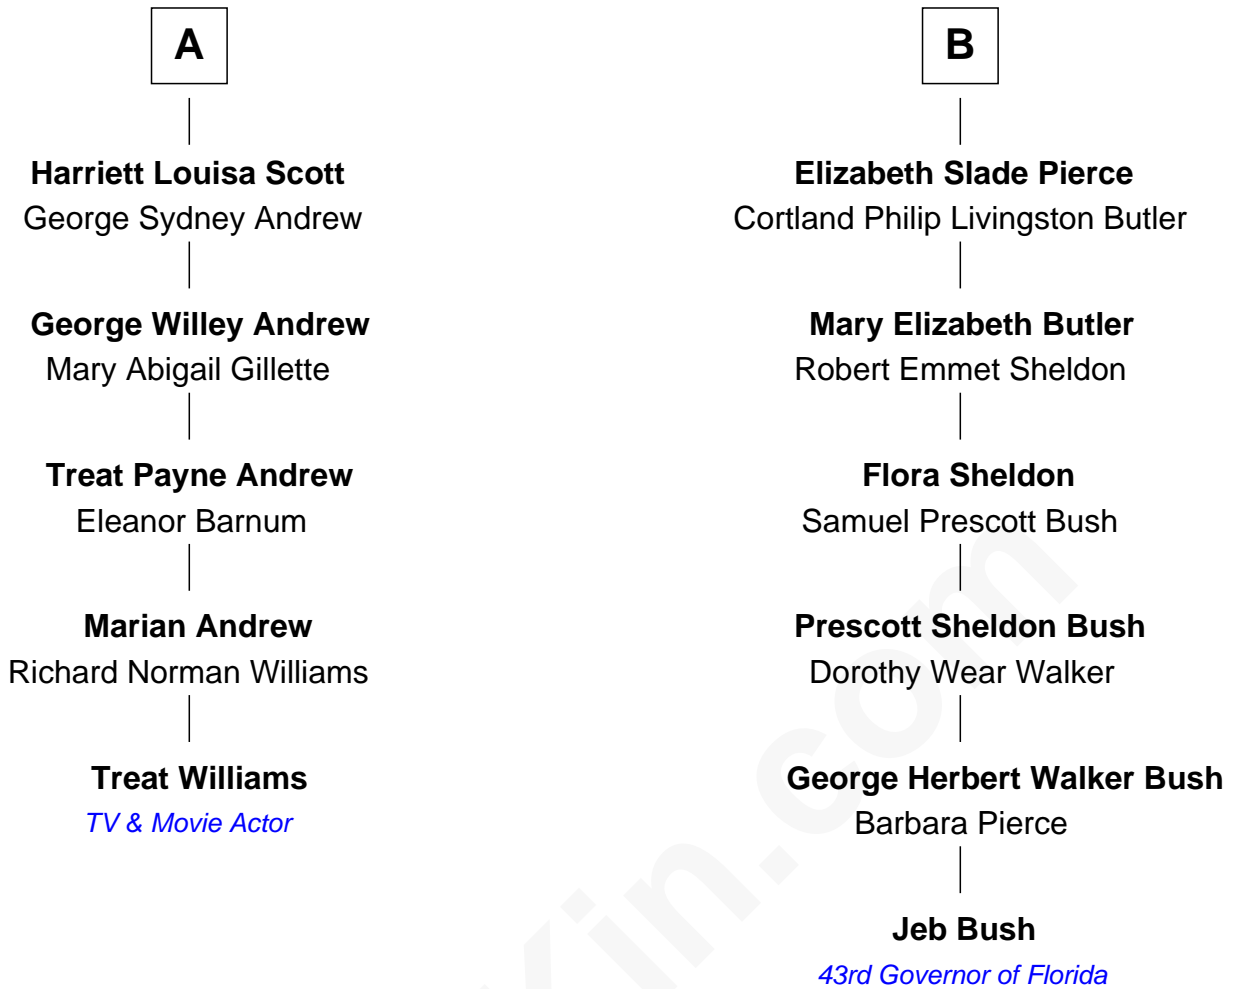 A
Harriett Louisa Scott
George Sydney Andrew
George Willey Andrew
Mary Abigail Gillette
Treat Payne Andrew
Eleanor Barnum
Marian Andrew
Richard Norman Williams
Treat Williams
TV & Movie Actor
B
Elizabeth Slade Pierce
Cortland Philip Livingston Butler
Mary Elizabeth Butler
Robert Emmet Sheldon
Flora Sheldon
Samuel Prescott Bush
Prescott Sheldon Bush
Dorothy Wear Walker
George Herbert Walker Bush
Barbara Pierce
Jeb Bush
43rd Governor of Florida
Kin.com